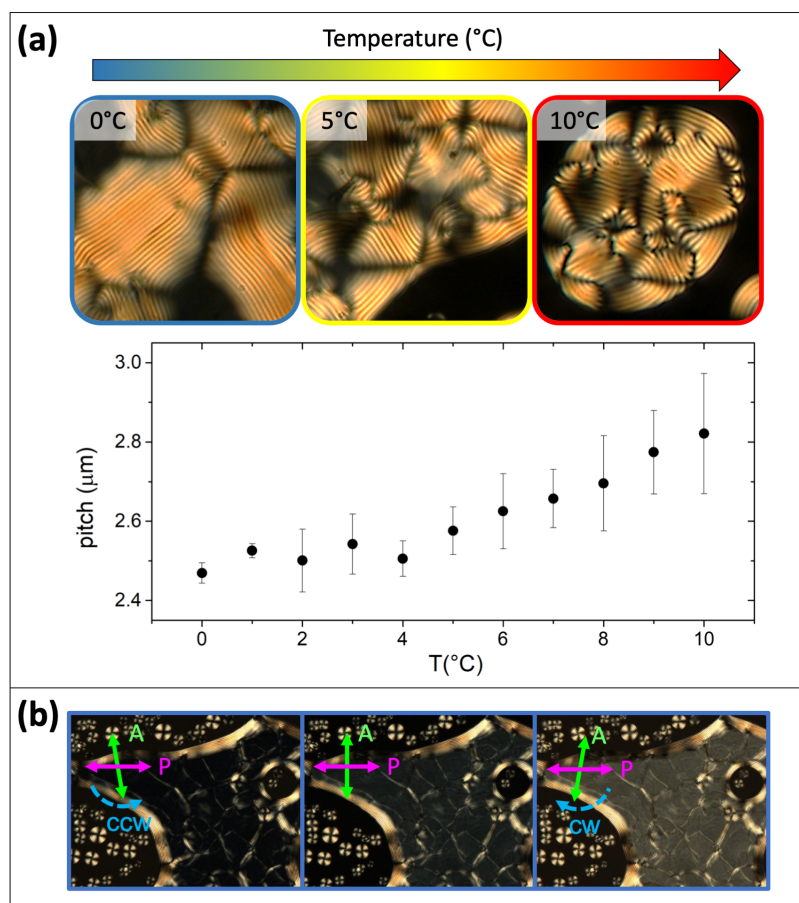 (a)
Temperature (°C)
0°C
5°C
10°C
3.0
2.8
2.6
2.4
pitch (μm)
0
2
4
6
8
10
T(°C)
(b)
A
P
CCW
A
P
A
P
CW